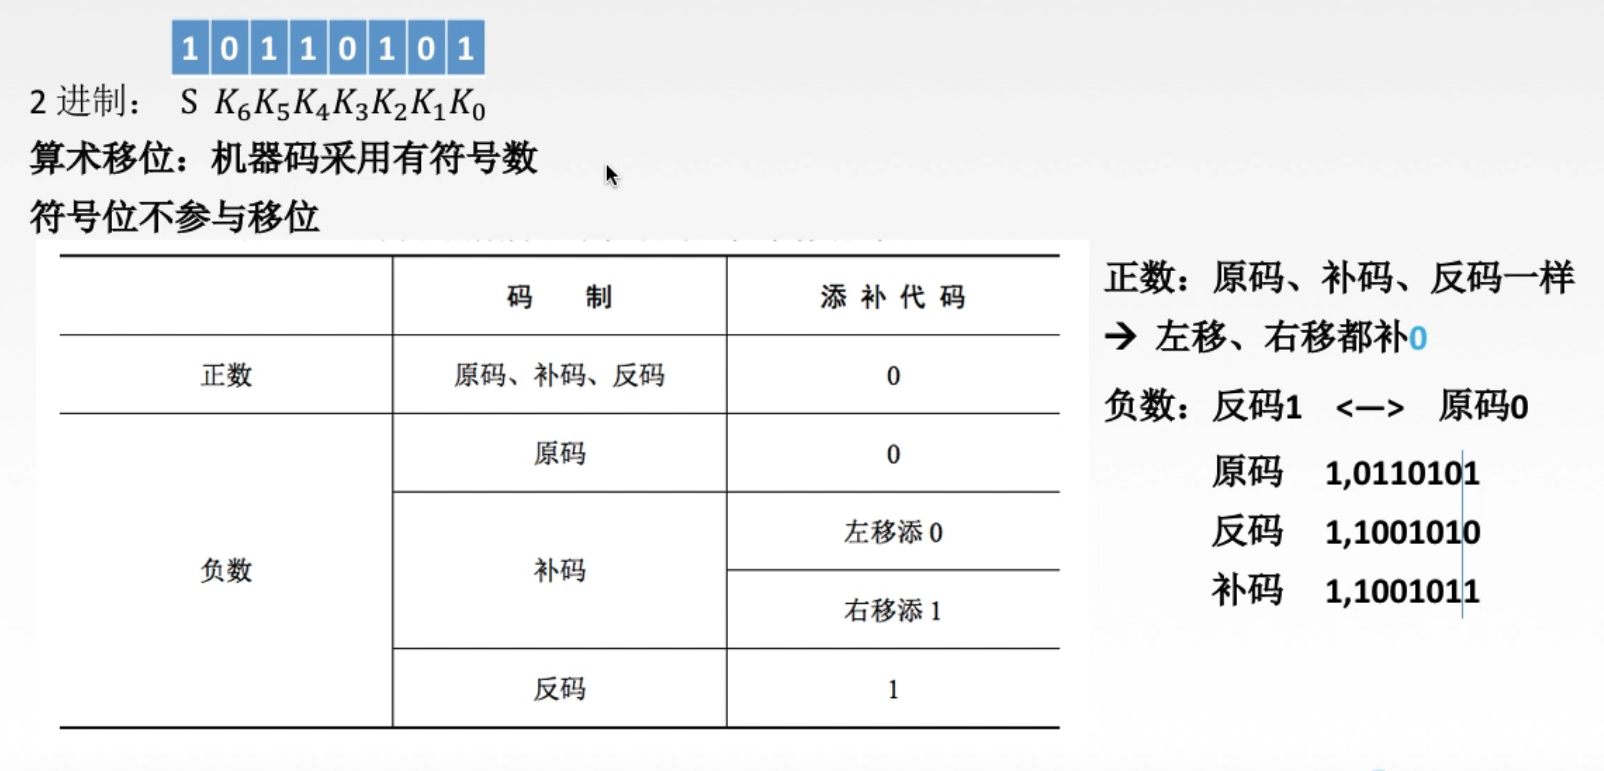 1 0 1 1 0 1 0 1
2 进制： S K₆K₅K₄K₃K₂K₁K₀
算术移位：机器码采用有符号数
符号位不参与移位
码 制 添 补 代 码
正数 原码、补码、反码 0
原码 0
左移添 0
负数 补码
右移添 1
反码 1
正数：原码、补码、反码一样
→ 左移、右移都补0
负数：反码1 <—> 原码0
原码 1,0110101
反码 1,1001010
补码 1,1001011